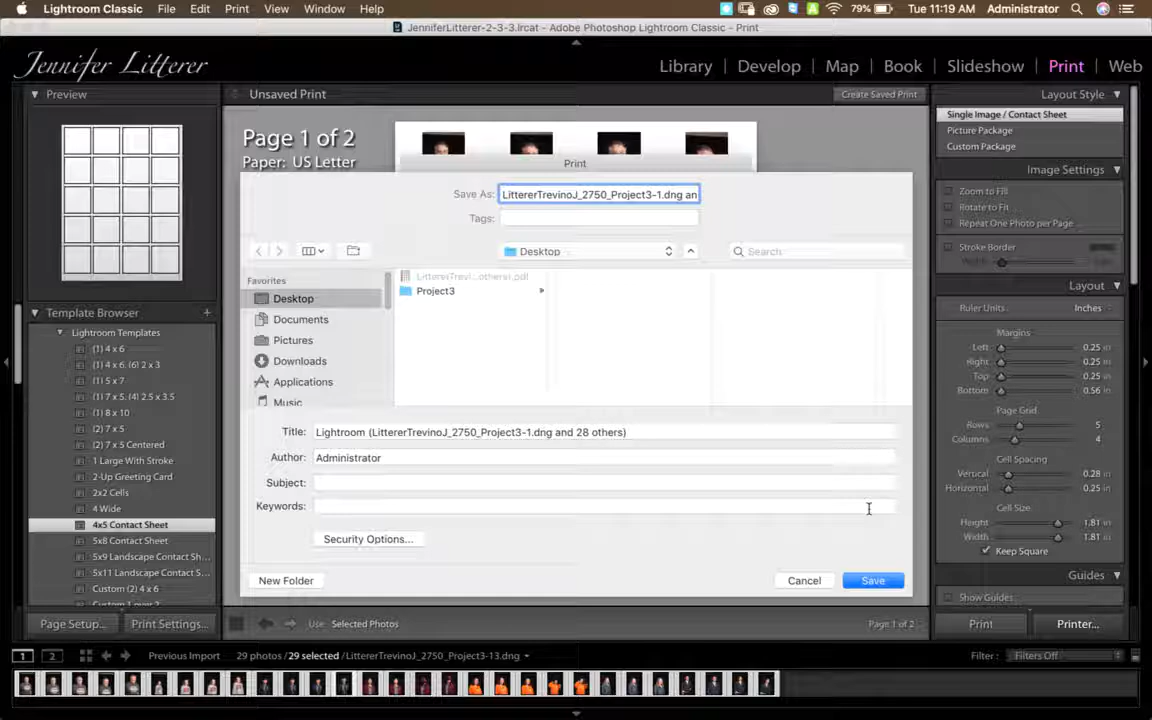 Lightroom Classic File Edit Print View Window Help 79% Tue 11:19 AM Administrator
JenniferLitterer-2-3-3.lrcat - Adobe Photoshop Lightroom Classic - Print
Jennifer Litterer
Library | Develop | Map | Book | Slideshow | Print | Web
Preview
Unsaved Print
Create Saved Print
Layout Style
Page 1 of 2
Paper: US Letter
Single Image / Contact Sheet
Picture Package
Custom Package
Print
Image Settings
Save As: LittererTrevinoJ_2750_Project3-1.dng an
Tags:
Zoom to Fill
Rotate to Fit
Repeat One Photo per Page
Stroke Border
Desktop
Search
Favorites
Desktop
Documents
Pictures
Downloads
Applications
Music
LittererTrevi...others).pdf
Project3
Layout
Ruler Units: Inches
Margins
Left 0.25 in
Right 0.25 in
Top 0.25 in
Bottom 0.56 in
Page Grid
Rows 5
Columns 4
Cell Spacing
Vertical 0.28 in
Horizontal 0.25 in
Cell Size
Height 1.81 in
Width 1.81 in
Keep Square
Guides
Show Guides
Template Browser
Lightroom Templates
(1) 4 x 6
(1) 4 x 6, (6) 2 x 3
(1) 5 x 7
(1) 7 x 5, (4) 2.5 x 3.5
(1) 8 x 10
(2) 7 x 5
(2) 7 x 5 Centered
1 Large With Stroke
2-Up Greeting Card
2x2 Cells
4 Wide
4x5 Contact Sheet
5x8 Contact Sheet
5x9 Landscape Contact Sh...
5x11 Landscape Contact S...
Custom (2) 4 x 6
Custom 1 over 2
Title: Lightroom (LittererTrevinoJ_2750_Project3-1.dng and 28 others)
Author: Administrator
Subject:
Keywords:
Security Options...
New Folder
Cancel
Save
Page Setup...
Print Settings...
Use: Selected Photos
Page 1 of 2
Print
Printer...
1 2 Previous Import 29 photos / 29 selected / LittererTrevinoJ_2750_Project3-13.dng
Filter: Filters Off